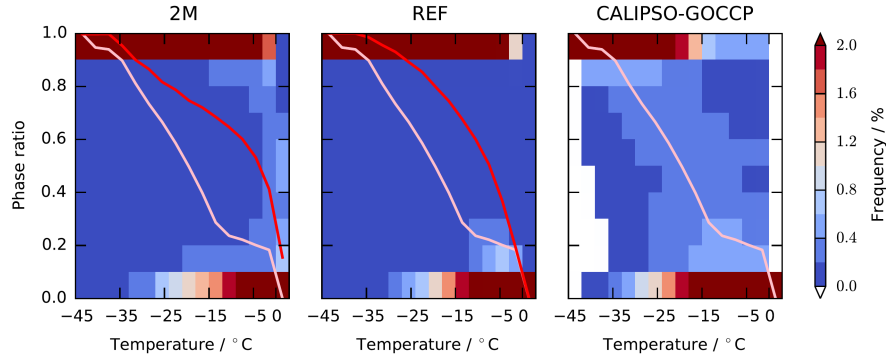 2M
REF
CALIPSO-GOCCP
Phase ratio
1.0
0.8
0.6
0.4
0.2
0.0
−45 −35 −25 −15 −5 0
−45 −35 −25 −15 −5 0
−45 −35 −25 −15 −5 0
Temperature / °C
Temperature / °C
Temperature / °C
2.0
1.6
1.2
0.8
0.4
0.0
Frequency / %